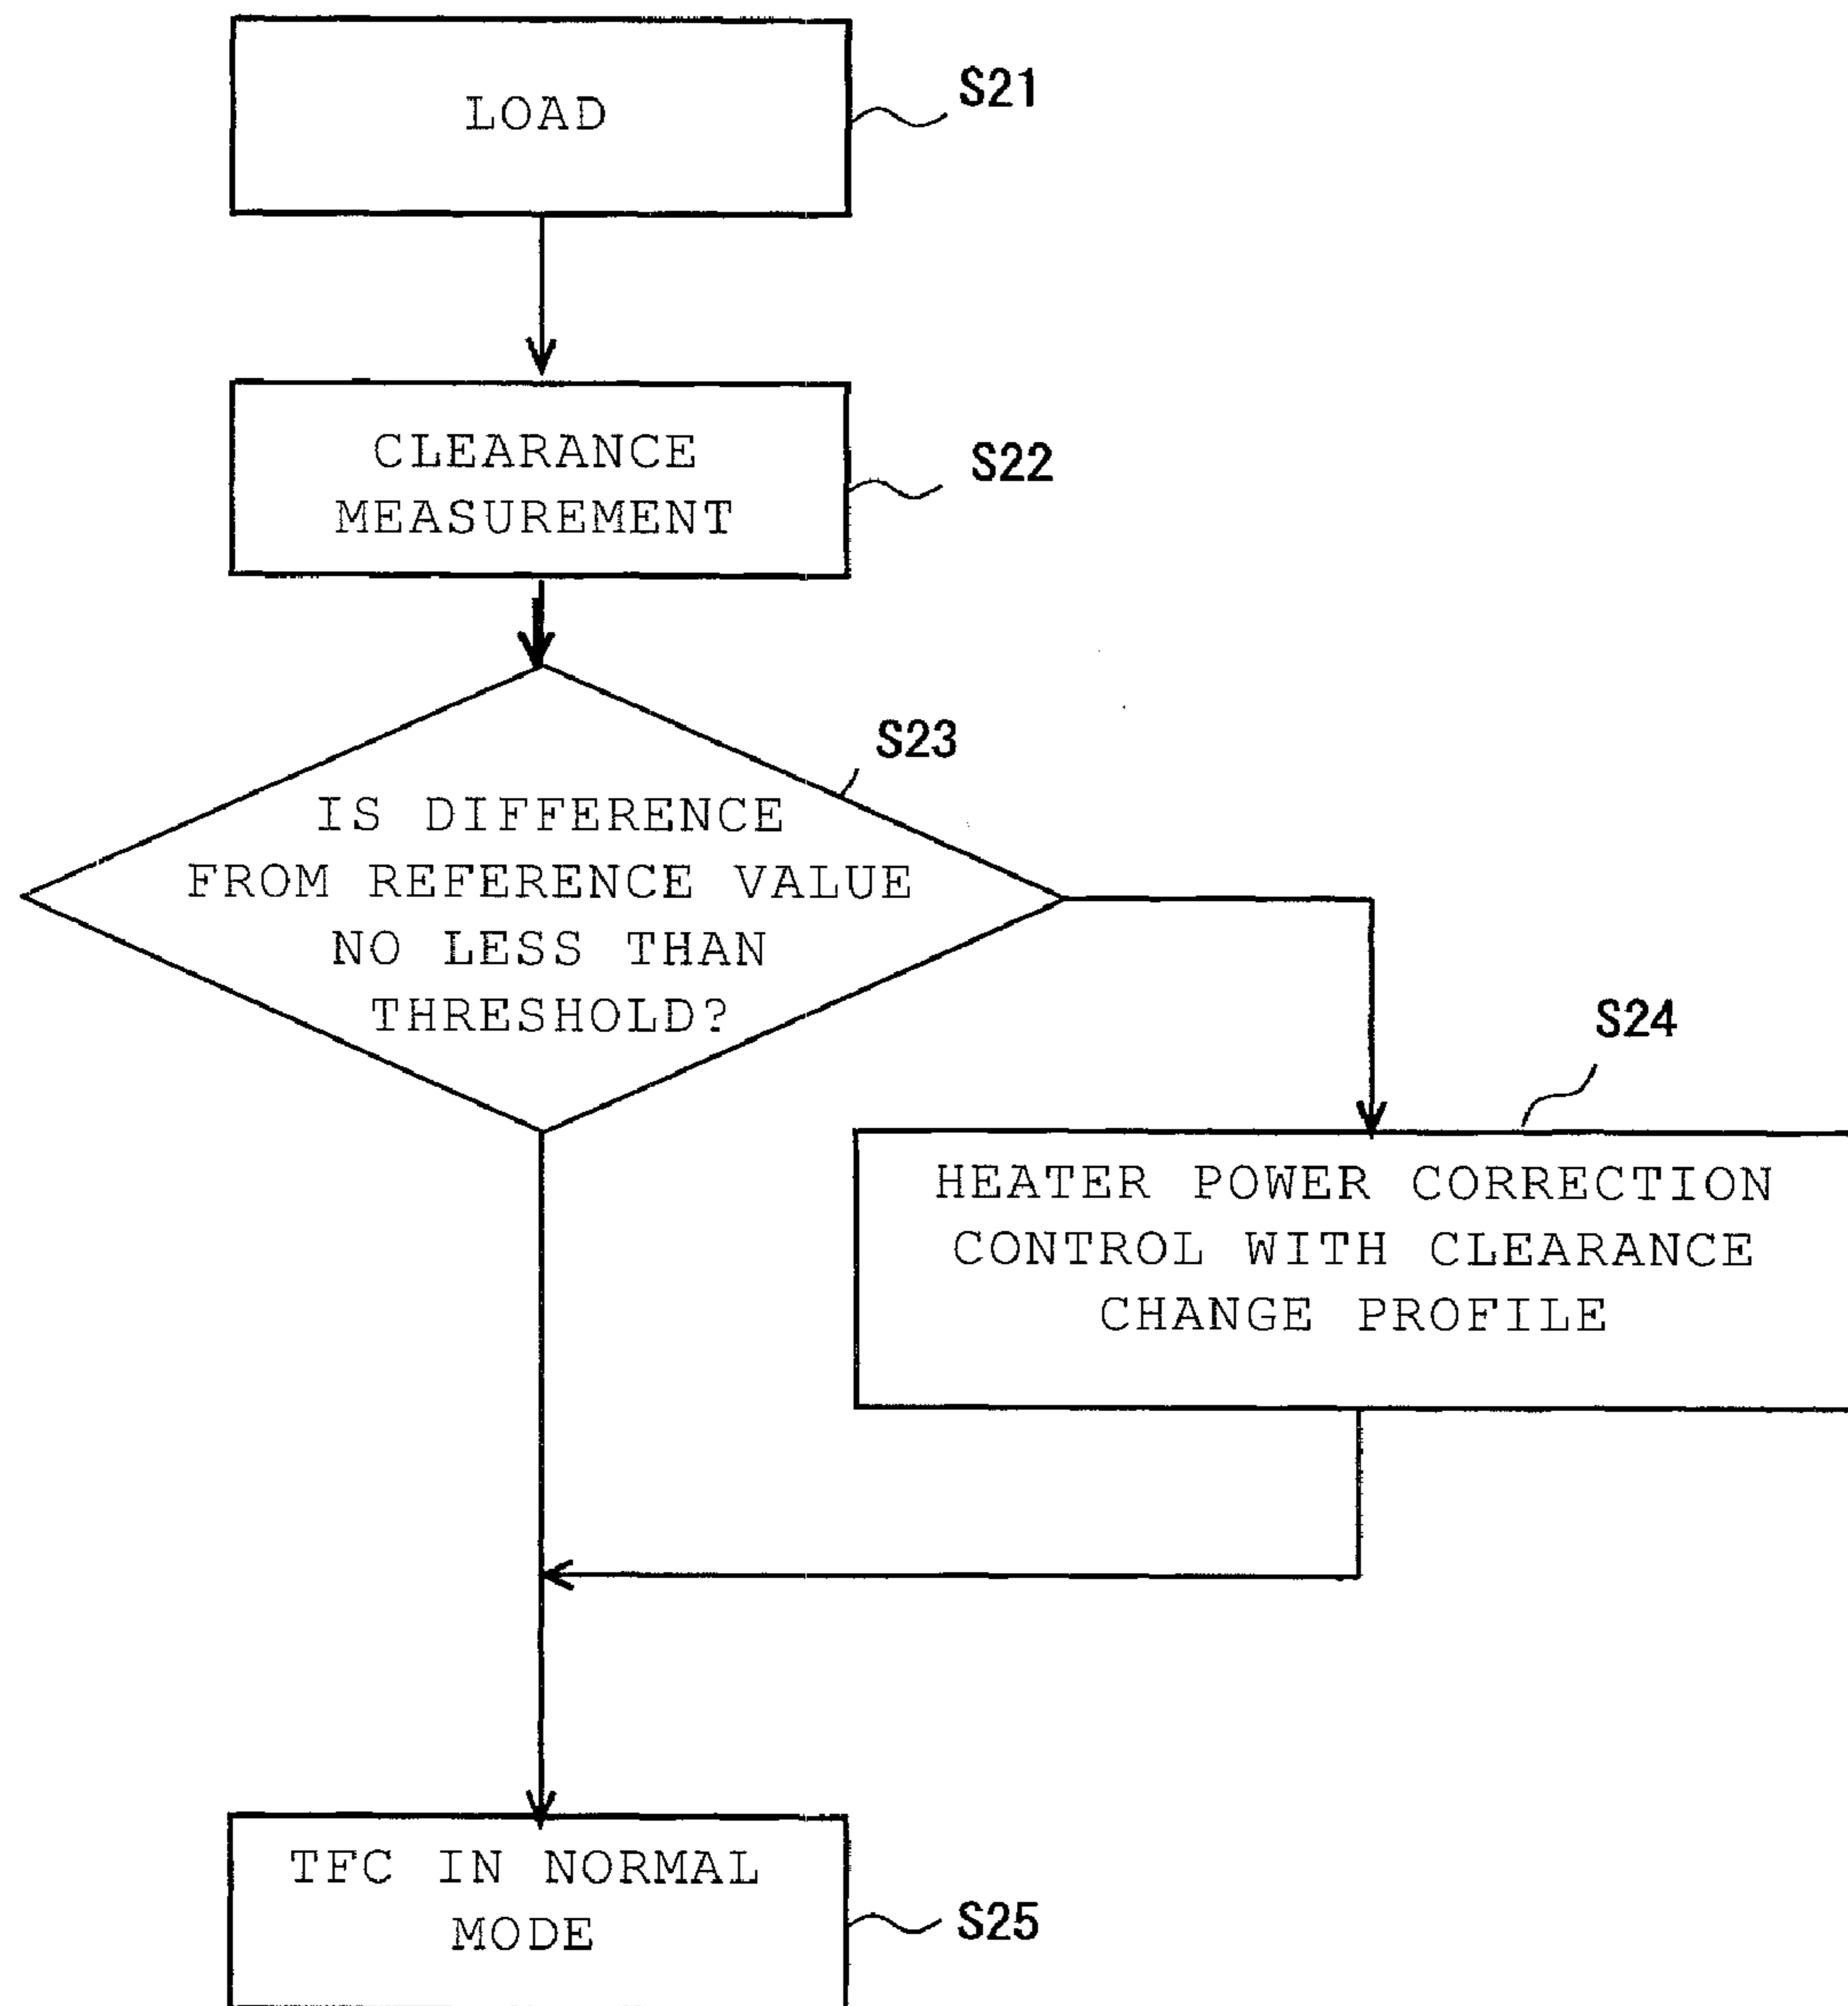 LOAD
S21
CLEARANCE
MEASUREMENT
S22
S23
IS DIFFERENCE
FROM REFERENCE VALUE
NO LESS THAN
THRESHOLD?
S24
HEATER POWER CORRECTION
CONTROL WITH CLEARANCE
CHANGE PROFILE
TFC IN NORMAL
MODE
S25